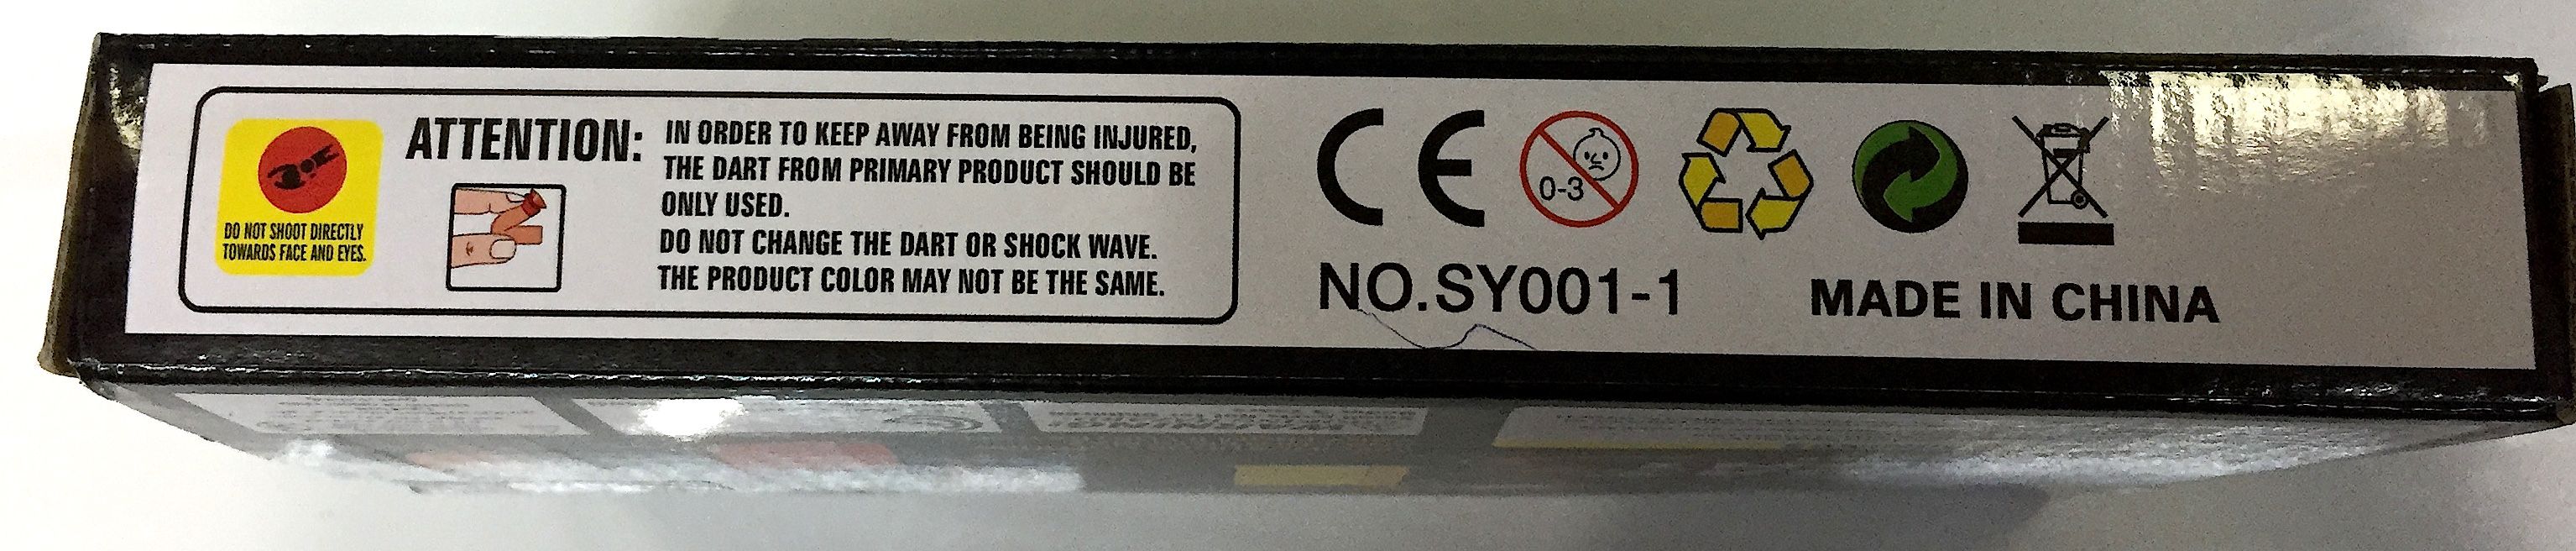 DO NOT SHOOT DIRECTLY
TOWARDS FACE AND EYES.
ATTENTION:
IN ORDER TO KEEP AWAY FROM BEING INJURED,
THE DART FROM PRIMARY PRODUCT SHOULD BE
ONLY USED.
DO NOT CHANGE THE DART OR SHOCK WAVE.
THE PRODUCT COLOR MAY NOT BE THE SAME.
CE
0-3
NO.SY001-1
MADE IN CHINA